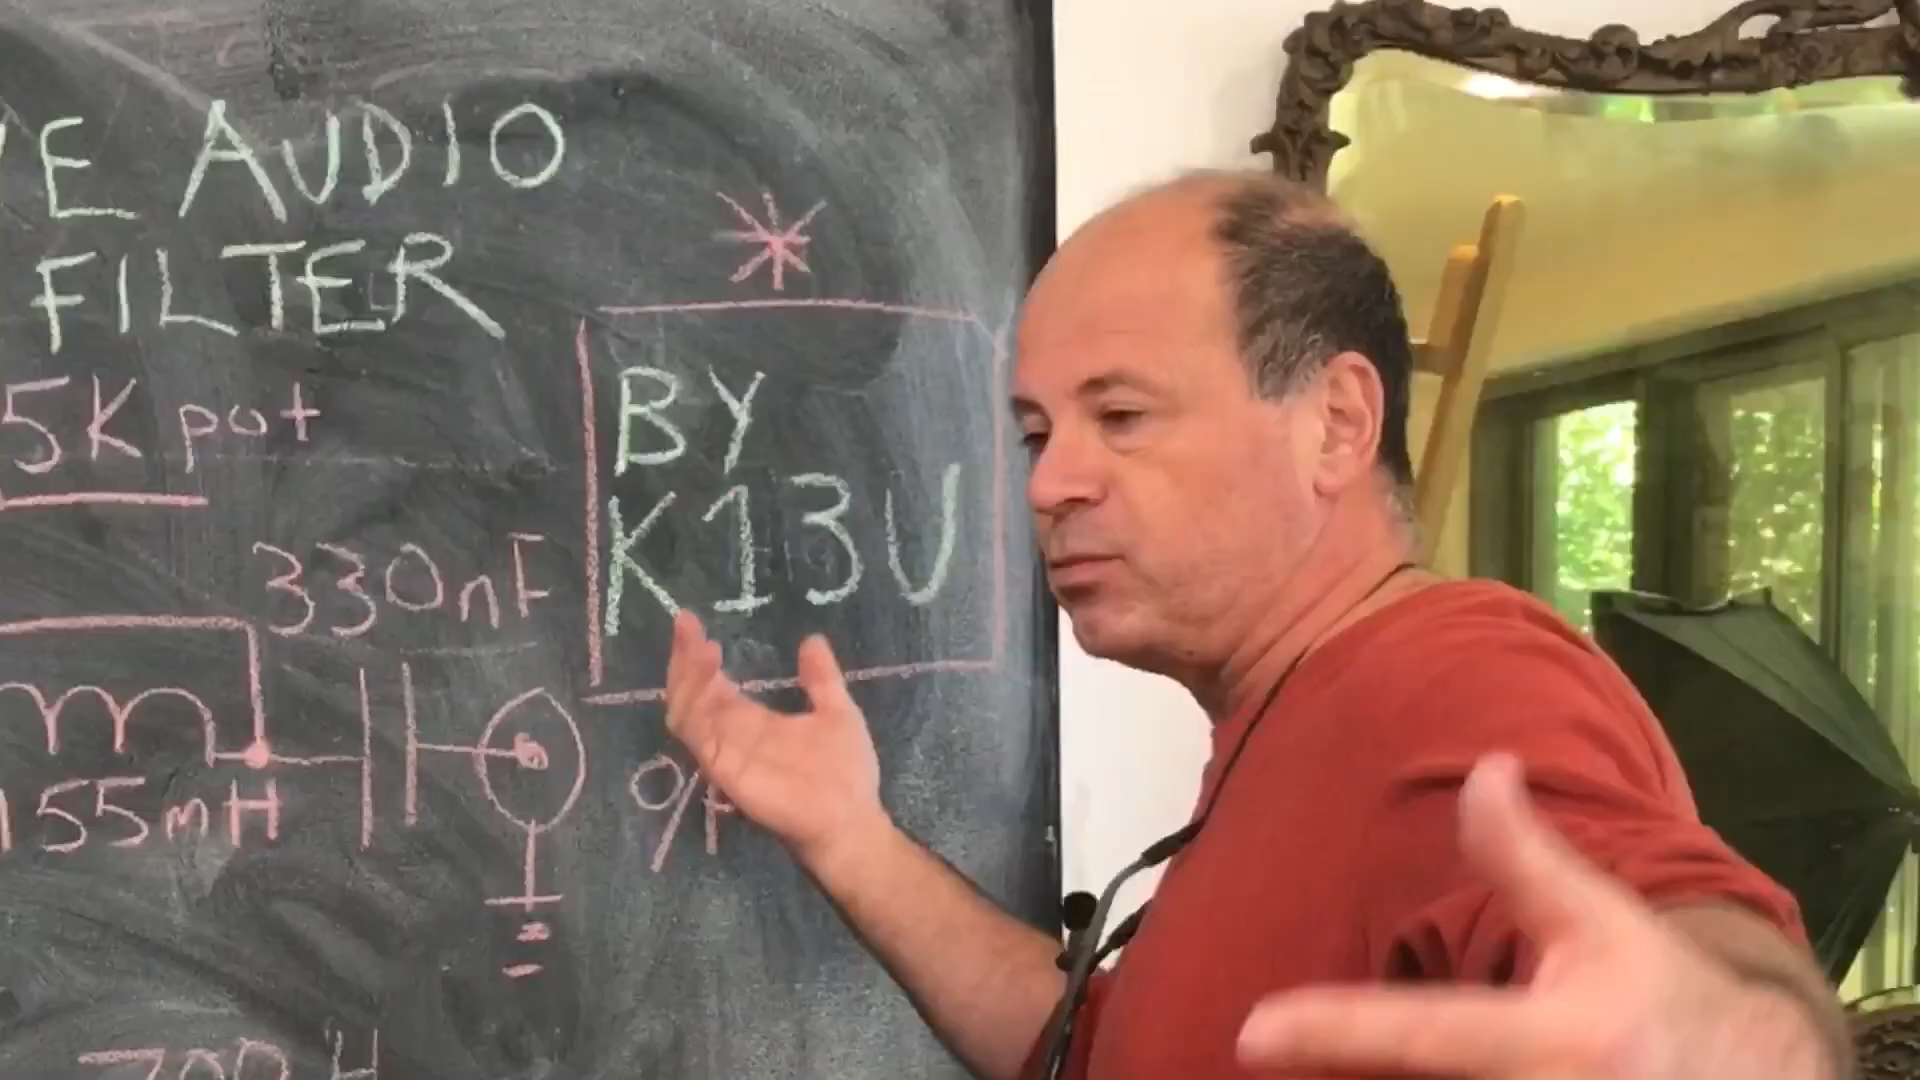 E AUDIO
FILTER
*
5K pot
BY
K13U
330nF
155mH
O/P